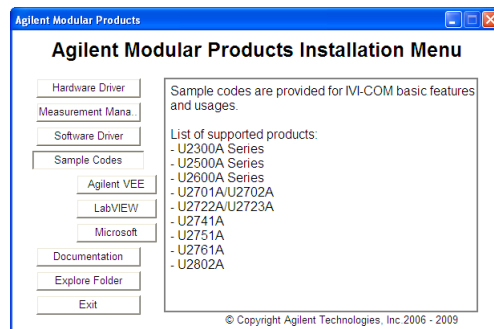 Agilent Modular Products
Agilent Modular Products Installation Menu
Hardware Driver
Measurement Mana..
Software Driver
Sample Codes
Agilent VEE
LabVIEW
Microsoft
Documentation
Explore Folder
Exit
Sample codes are provided for IVI-COM basic features
and usages.
List of supported products:
- U2300A Series
- U2500A Series
- U2600A Series
- U2701A/U2702A
- U2722A/U2723A
- U2741A
- U2751A
- U2761A
- U2802A
© Copyright Agilent Technologies, Inc.2006 - 2009